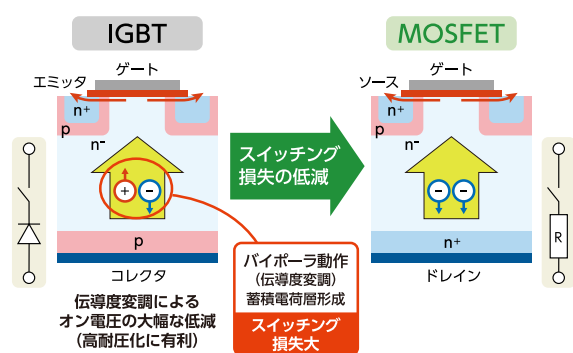 IGBT
MOSFET
エミッタ
ゲート
n+
p
n-
+
-
p
コレクタ
伝導度変調による
オン電圧の大幅な低減
（高耐圧化に有利）
スイッチング
損失の低減
バイポーラ動作
（伝導度変調）
蓄積電荷層形成
スイッチング
損失大
ソース
ゲート
n+
p
n-
-
-
n+
ドレイン
R